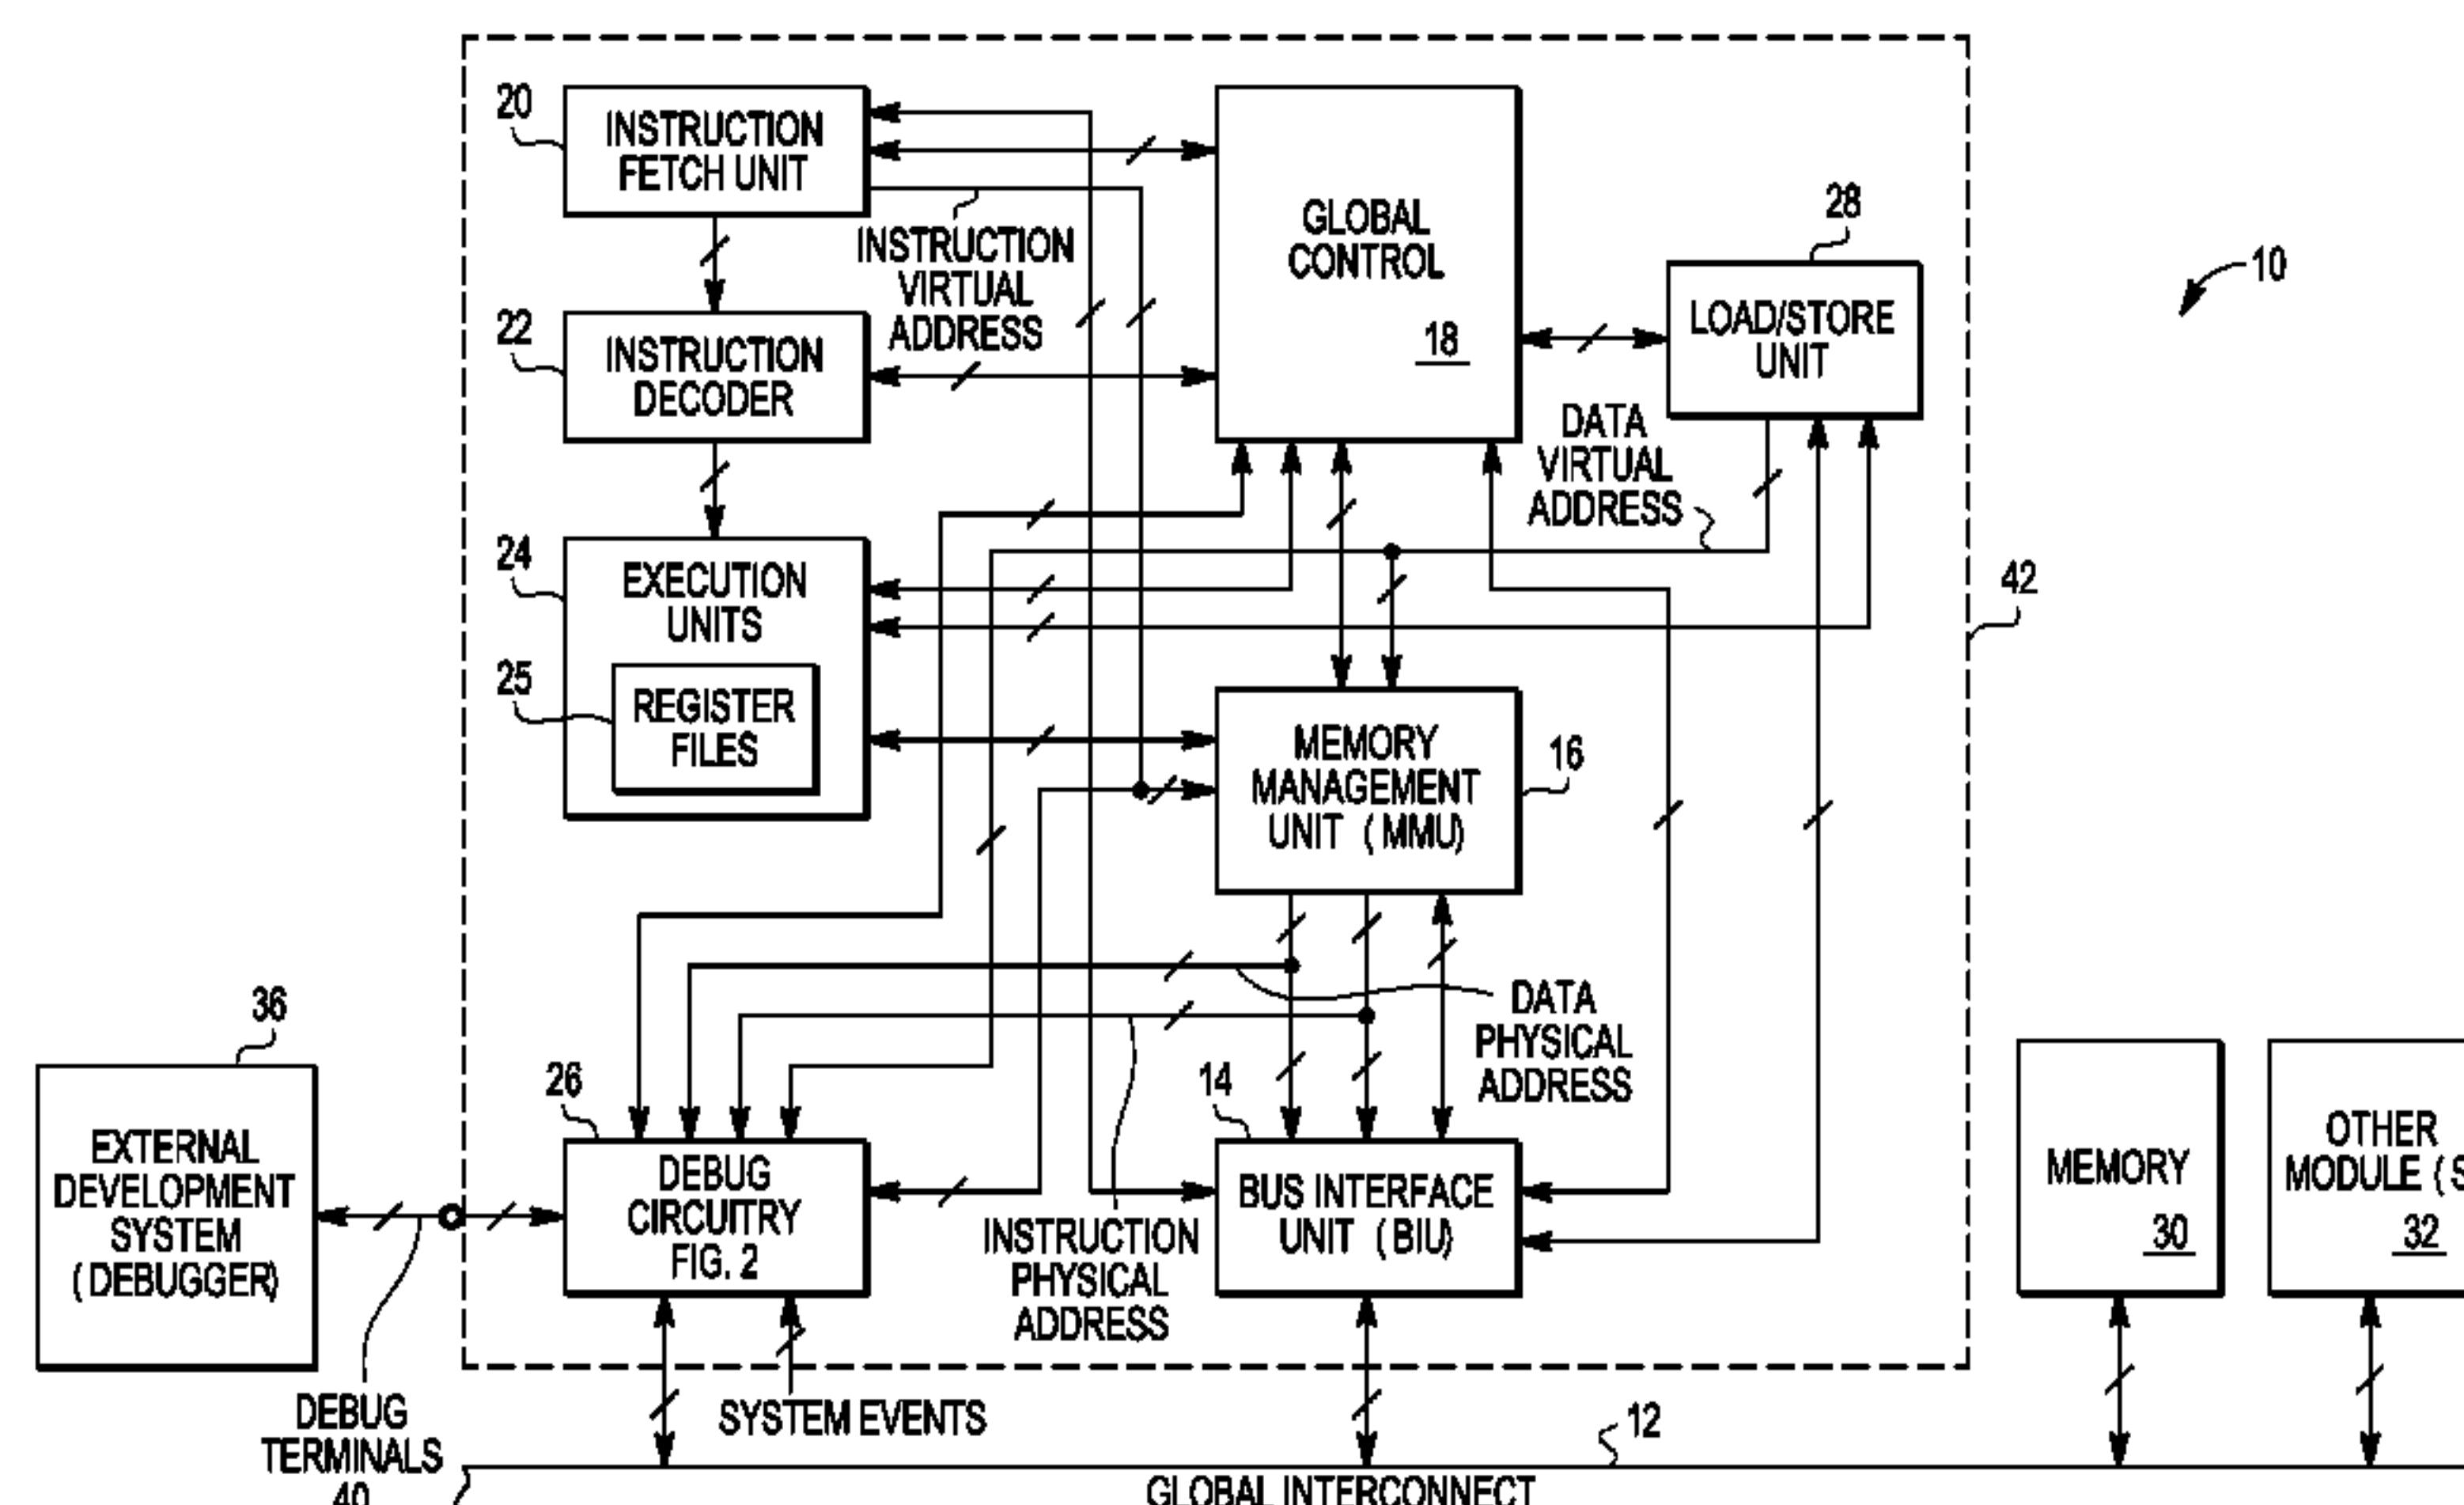 20
INSTRUCTION
FETCH UNIT
INSTRUCTION
VIRTUAL
ADDRESS
GLOBAL
CONTROL
18
28
LOAD/STORE
UNIT
10
22
INSTRUCTION
DECODER
DATA
VIRTUAL
ADDRESS
24
EXECUTION
UNITS
25
REGISTER
FILES
42
MEMORY
MANAGEMENT
UNIT (MMU)
16
DATA
PHYSICAL
ADDRESS
36
EXTERNAL
DEVELOPMENT
SYSTEM
(DEBUGGER)
26
DEBUG
CIRCUITRY
FIG. 2
14
BUS INTERFACE
UNIT (BIU)
INSTRUCTION
PHYSICAL
ADDRESS
MEMORY
30
OTHER
MODULE (S
32
DEBUG
TERMINALS
40
SYSTEM EVENTS
12
GLOBAL INTERCONNECT